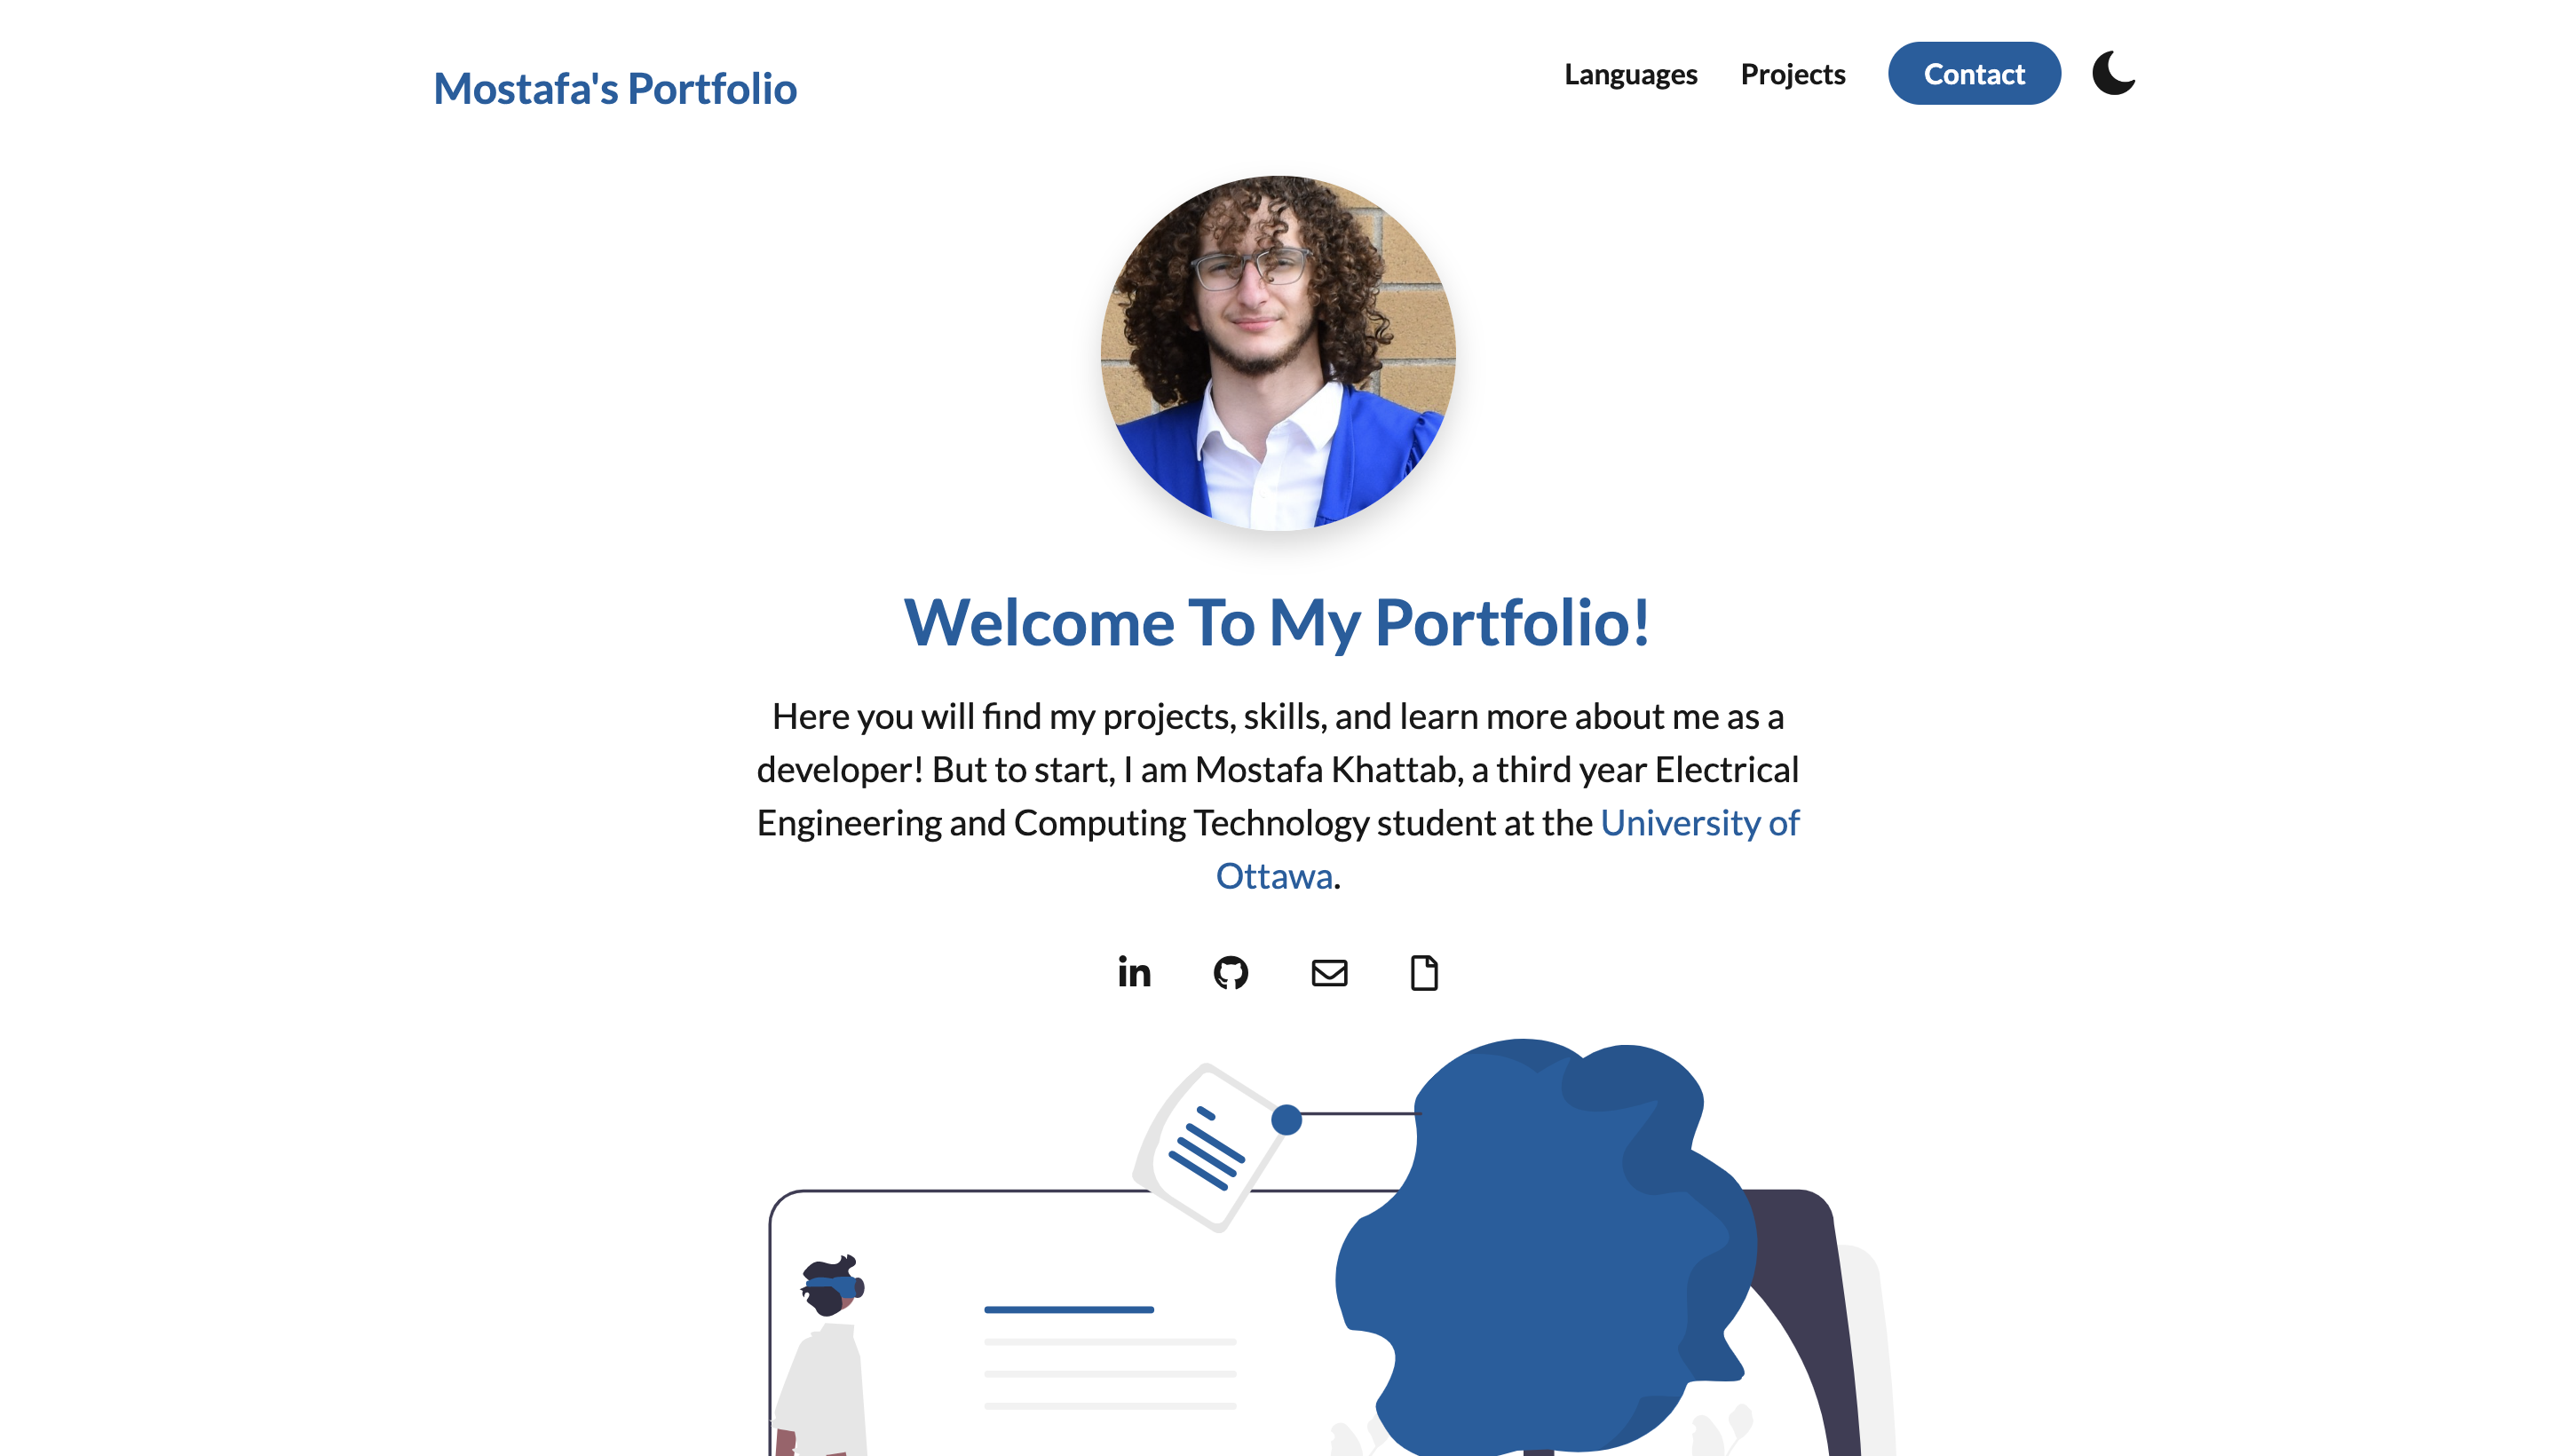 Mostafa's Portfolio
Languages
Projects
Contact
Welcome To My Portfolio!
Here you will find my projects, skills, and learn more about me as a
developer! But to start, I am Mostafa Khattab, a third year Electrical
Engineering and Computing Technology student at the University of
Ottawa.
in